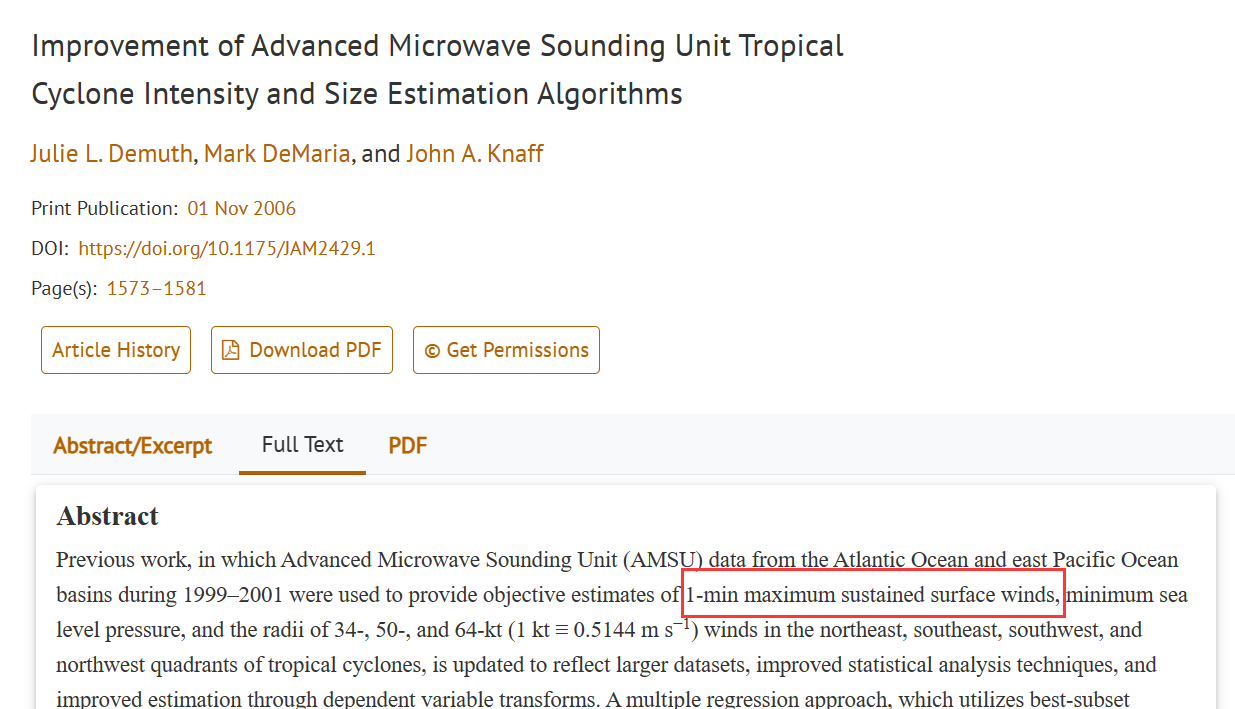 Improvement of Advanced Microwave Sounding Unit Tropical
Cyclone Intensity and Size Estimation Algorithms
Julie L. Demuth, Mark DeMaria, and John A. Knaff
Print Publication: 01 Nov 2006
DOI: https://doi.org/10.1175/JAM2429.1
Page(s): 1573–1581
Article History Download PDF © Get Permissions
Abstract/Excerpt Full Text PDF
Abstract
Previous work, in which Advanced Microwave Sounding Unit (AMSU) data from the Atlantic Ocean and east Pacific Ocean
basins during 1999–2001 were used to provide objective estimates of 1-min maximum sustained surface winds, minimum sea
level pressure, and the radii of 34-, 50-, and 64-kt (1 kt ≡ 0.5144 m s⁻¹) winds in the northeast, southeast, southwest, and
northwest quadrants of tropical cyclones, is updated to reflect larger datasets, improved statistical analysis techniques, and
improved estimation through dependent variable transforms. A multiple regression approach, which utilizes best-subset